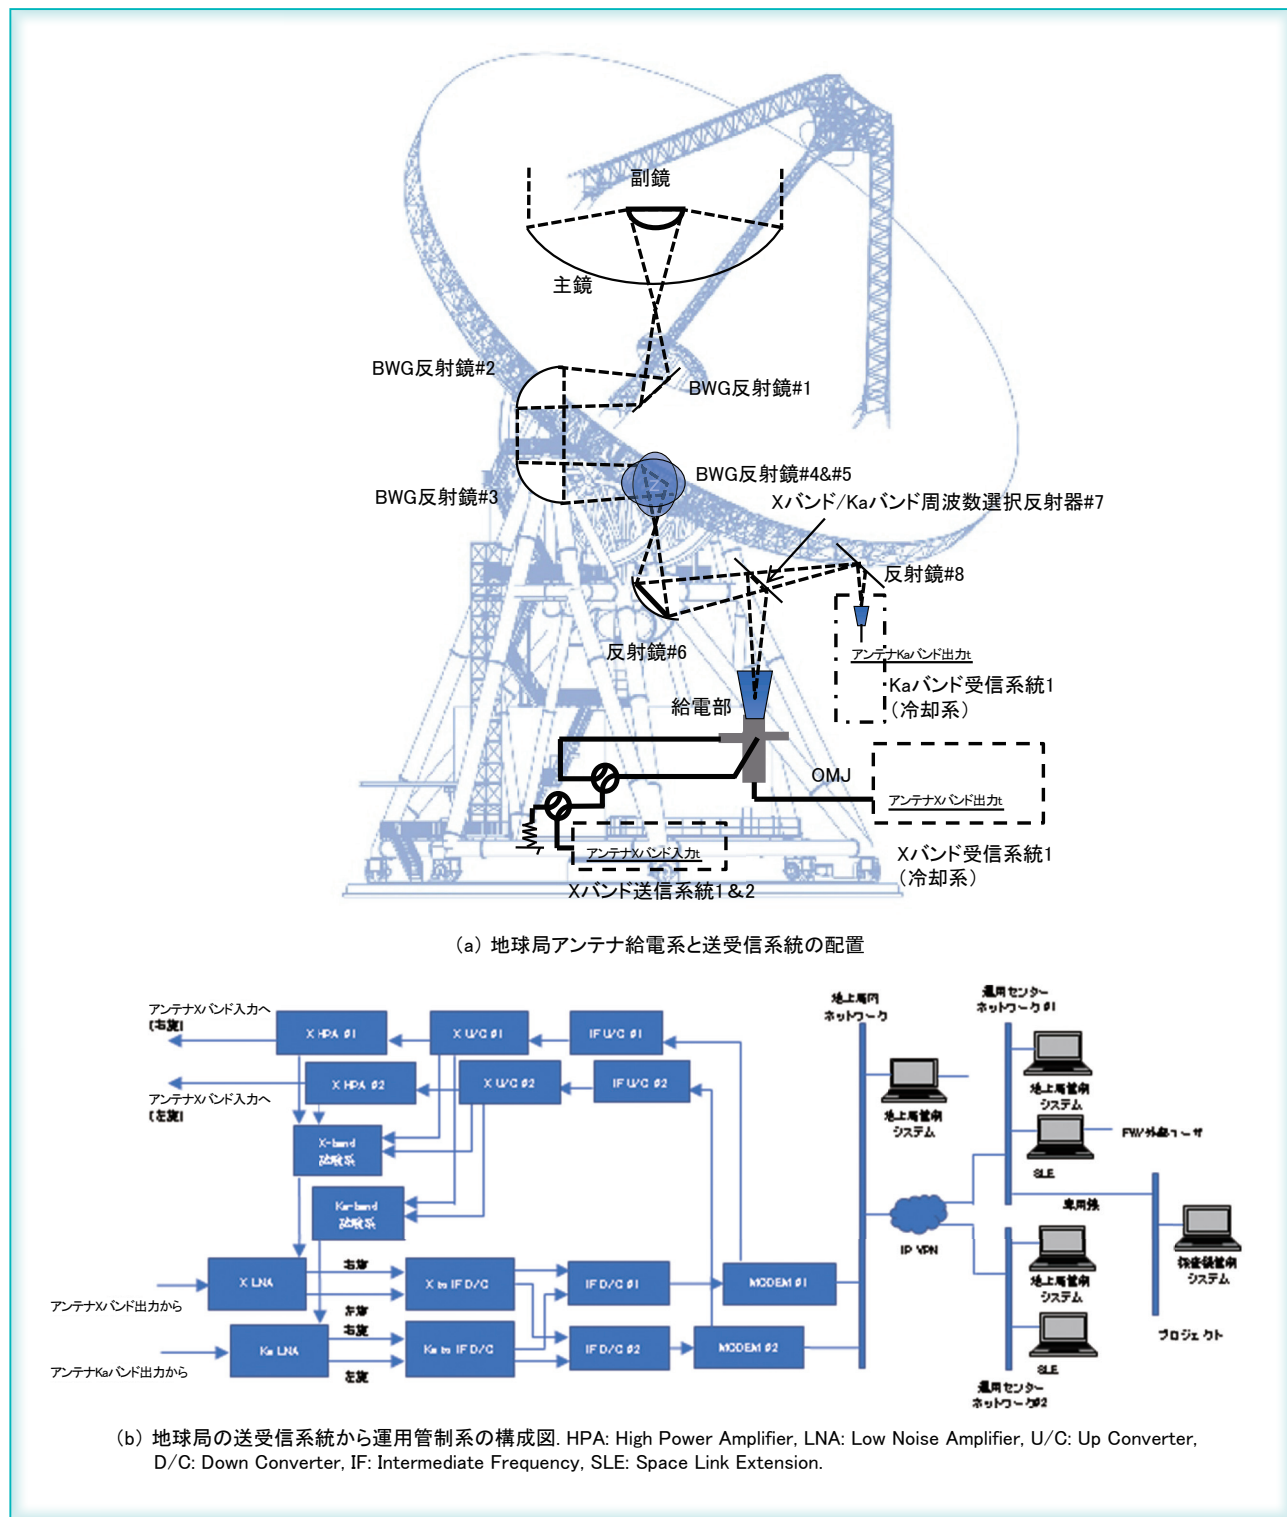 副鏡
主鏡
BWG反射鏡#2
BWG反射鏡#1
BWG反射鏡#4&#5
BWG反射鏡#3
Xバンド/Kaバンド周波数選択反射器#7
反射鏡#8
反射鏡#6
アンテナKaバンド出力t
Kaバンド受信系統1
（冷却系）
給電部
OMJ
アンテナXバンド出力t
アンテナXバンド入力t
Xバンド受信系統1
（冷却系）
Xバンド送信系統1&2
（a）地球局アンテナ給電系と送受信系統の配置
アンテナXバンド入力へ
[右旋]
X HPA #1
X U/C #1
IF U/C #1
地上局内
ネットワーク
運用センター
ネットワーク#1
X HPA #2
X U/C #2
IF U/C #2
アンテナXバンド入力へ
[左旋]
地上局管制
システム
地上局管制
システム
X-band
試験系
FW/外部ユーザ
SLE
Ka-band
試験系
専用線
IP VPN
X LNA
右旋
左旋
X to IF D/C
IF D/C #1
MODEM #1
地上局管制
システム
探査機管制
システム
アンテナXバンド出力から
Ka LNA
右旋
左旋
Ka to IF D/C
IF D/C #2
MODEM #2
プロジェクト
アンテナKaバンド出力から
SLE
運用センター
ネットワーク#2
（b）地球局の送受信系統から運用管制系の構成図. HPA: High Power Amplifier, LNA: Low Noise Amplifier, U/C: Up Converter,
D/C: Down Converter, IF: Intermediate Frequency, SLE: Space Link Extension.